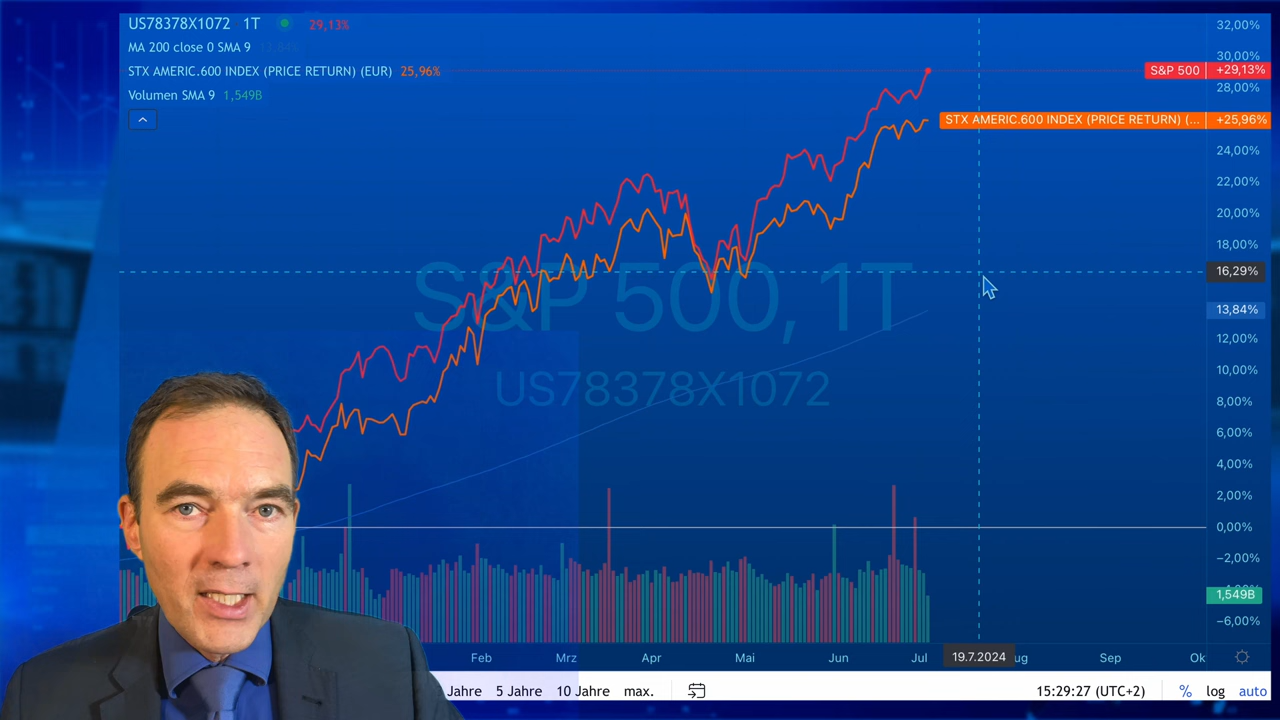 US78378X1072 1T 29,13%
MA 200 close 0 SMA 9 13,84%
STX AMERIC.600 INDEX (PRICE RETURN) (EUR) 25,96%
Volumen SMA 9 1,549B
S&P 500, 1T
US78378X1072
S&P 500 +29,13%
STX AMERIC.600 INDEX (PRICE RETURN) (... +25,96%
32,00%
30,00%
28,00%
24,00%
22,00%
20,00%
18,00%
16,29%
13,84%
12,00%
10,00%
8,00%
6,00%
4,00%
2,00%
0,00%
−2,00%
1,549B
−6,00%
Feb Mrz Apr Mai Jun Jul 19.7.2024 ug Sep Ok
Jahre 5 Jahre 10 Jahre max. 15:29:27 (UTC+2) % log auto